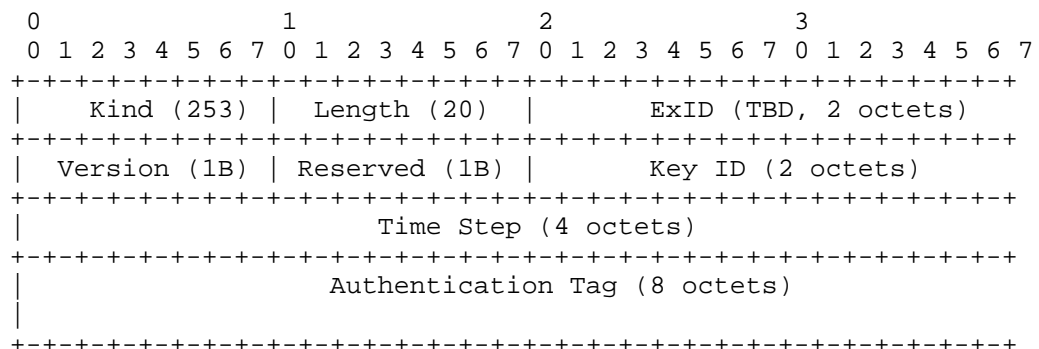 0 1 2 3
0 1 2 3 4 5 6 7 0 1 2 3 4 5 6 7 0 1 2 3 4 5 6 7 0 1 2 3 4 5 6 7
+-+-+-+-+-+-+-+-+-+-+-+-+-+-+-+-+-+-+-+-+-+-+-+-+-+-+-+-+-+-+-+-+
| Kind (253) | Length (20) | ExID (TBD, 2 octets)
+-+-+-+-+-+-+-+-+-+-+-+-+-+-+-+-+-+-+-+-+-+-+-+-+-+-+-+-+-+-+-+-+
| Version (1B) | Reserved (1B) | Key ID (2 octets)
+-+-+-+-+-+-+-+-+-+-+-+-+-+-+-+-+-+-+-+-+-+-+-+-+-+-+-+-+-+-+-+-+
| Time Step (4 octets)
+-+-+-+-+-+-+-+-+-+-+-+-+-+-+-+-+-+-+-+-+-+-+-+-+-+-+-+-+-+-+-+-+
| Authentication Tag (8 octets)
|
+-+-+-+-+-+-+-+-+-+-+-+-+-+-+-+-+-+-+-+-+-+-+-+-+-+-+-+-+-+-+-+-+